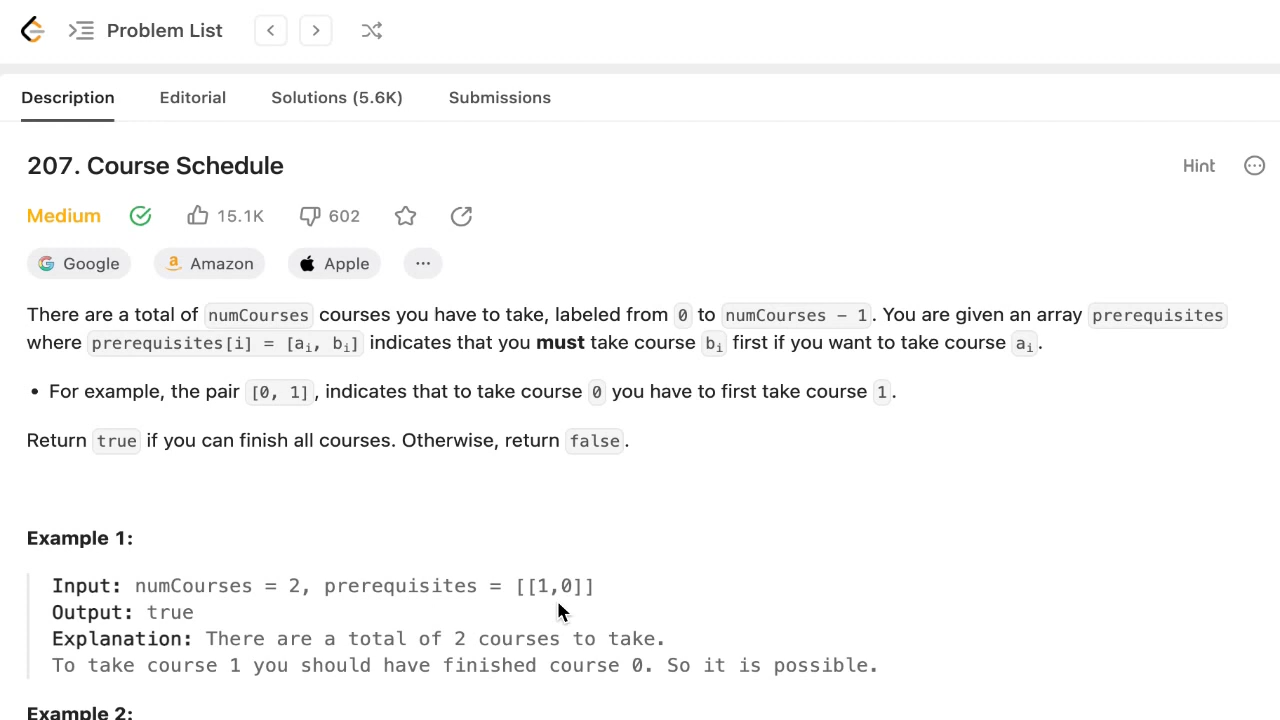 Problem List
Description Editorial Solutions (5.6K) Submissions
207. Course Schedule Hint
Medium 15.1K 602
Google Amazon Apple ...
There are a total of numCourses courses you have to take, labeled from 0 to numCourses - 1. You are given an array prerequisites
where prerequisites[i] = [aᵢ, bᵢ] indicates that you must take course bᵢ first if you want to take course aᵢ.
• For example, the pair [0, 1], indicates that to take course 0 you have to first take course 1.
Return true if you can finish all courses. Otherwise, return false.
Example 1:
Input: numCourses = 2, prerequisites = [[1,0]]
Output: true
Explanation: There are a total of 2 courses to take.
To take course 1 you should have finished course 0. So it is possible.
Example 2: